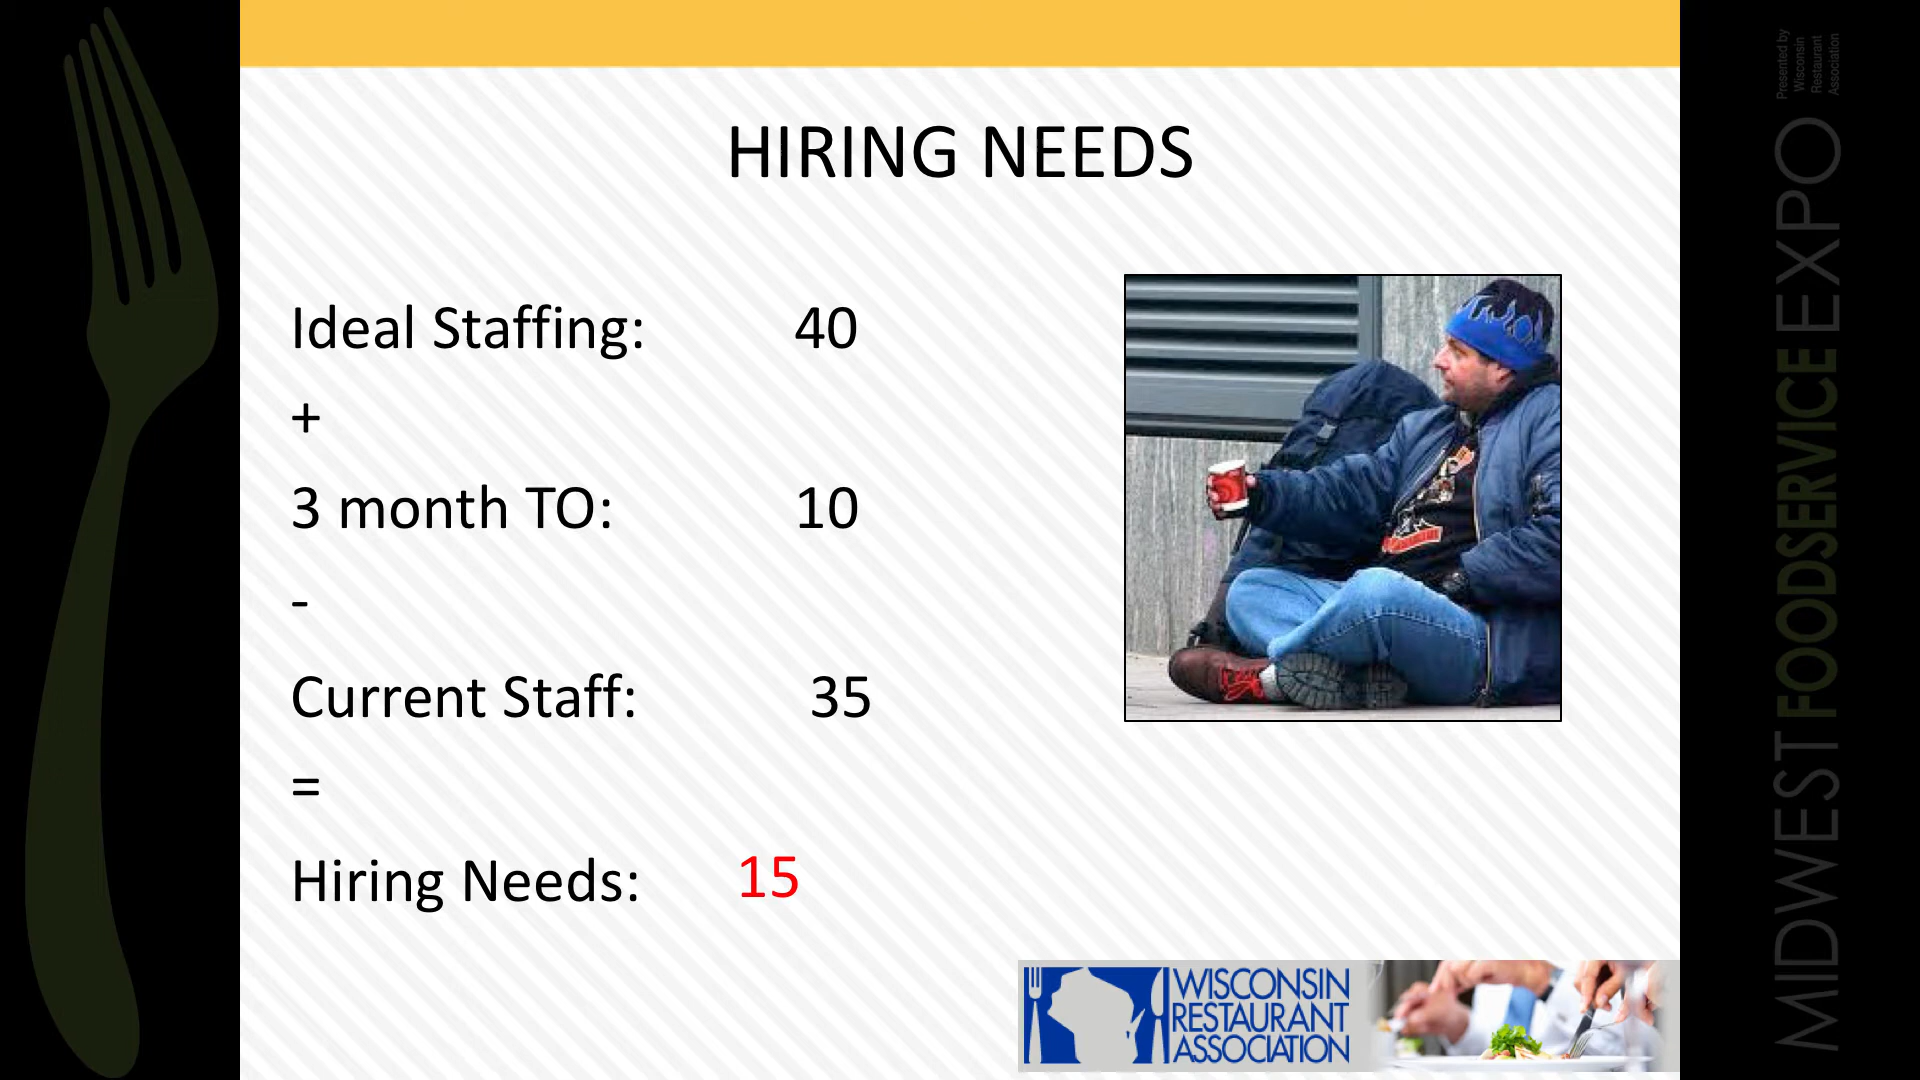 HIRING NEEDS
Ideal Staffing: 40
+
3 month TO: 10
-
Current Staff: 35
=
Hiring Needs: 15
WISCONSIN
RESTAURANT
ASSOCIATION
MIDWEST FOODSERVICE EXPO
Presented by
Wisconsin
Restaurant
Association